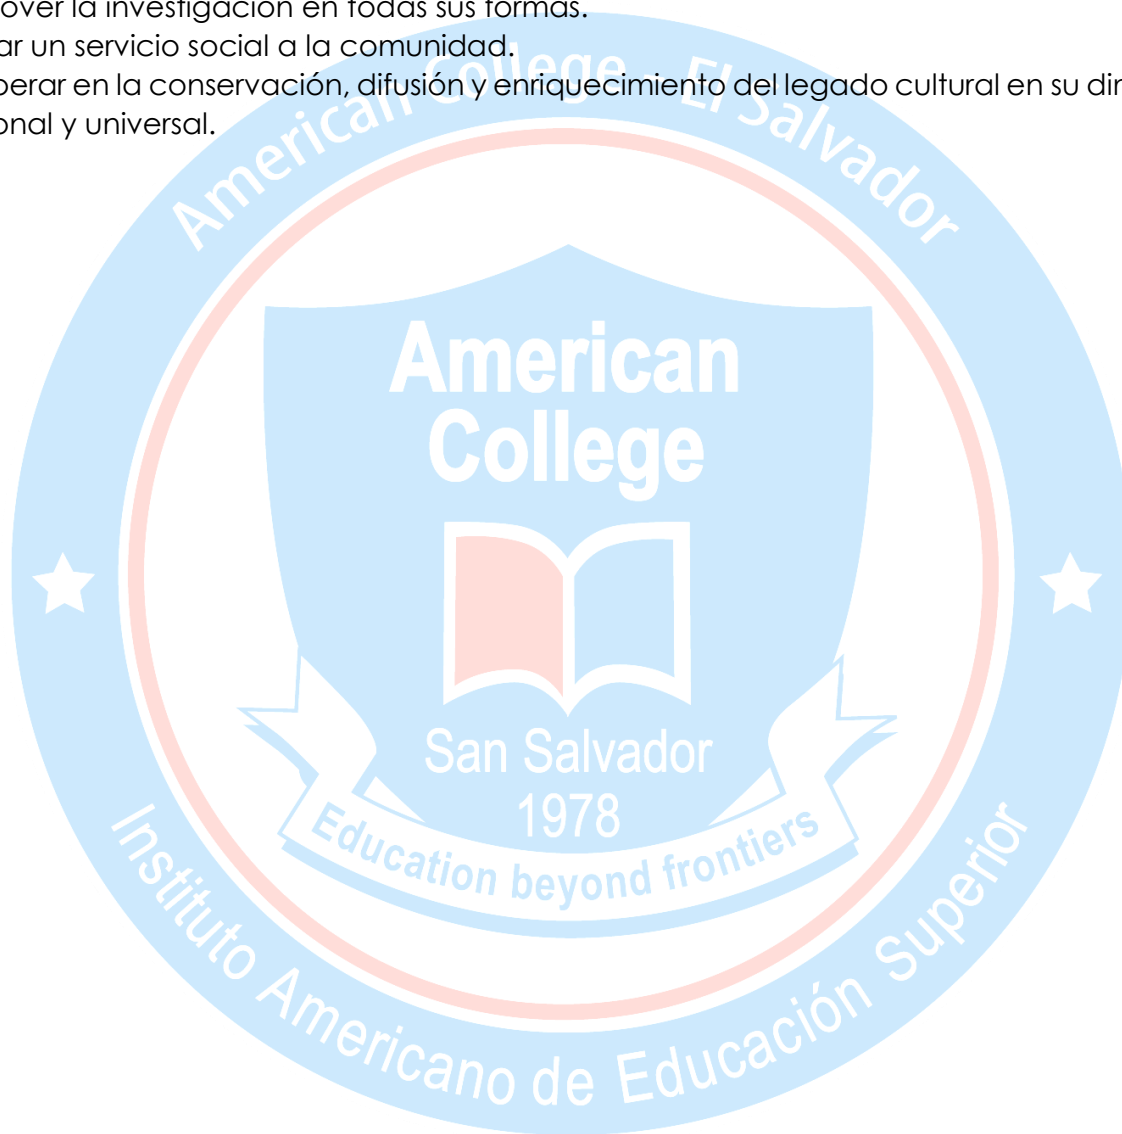 over la investigación en todas sus formas.
ar un servicio social a la comunidad.
perar en la conservación, difusión y enriquecimiento del legado cultural en su
onal y universal.
American College - El Salvador
American
College
San Salvador
1978
Education beyond frontiers
Instituto Americano de Educación Superior